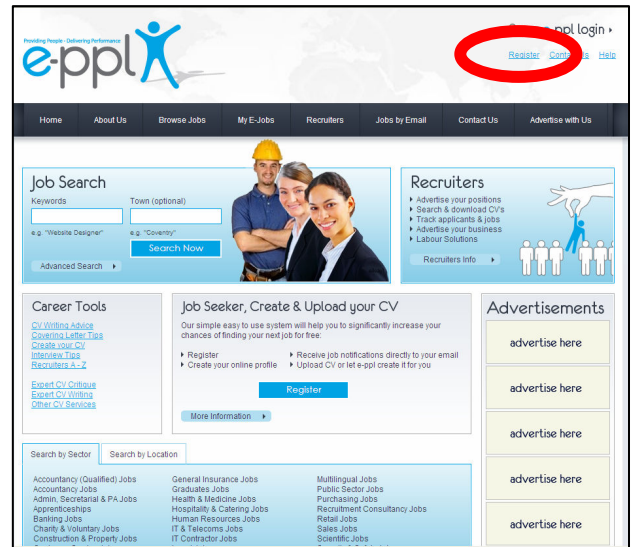 Providing People - Delivering Performance
e-ppl
ppl login
Register Contact Us Help
Home About Us Browse Jobs My E-Jobs Recruiters Jobs by Email Contact Us Advertise with Us
Job Search
Keywords Town (optional)
e.g. "Website Designer" e.g. "Coventry"
Search Now
Advanced Search
Recruiters
Advertise your positions
Search & download CV's
Track applicants & jobs
Advertise your business
Labour Solutions
Recruiters Info
Career Tools
CV Writing Advice
Covering Letter Tips
Create your CV
Interview Tips
Recruiters A - Z
Expert CV Critique
Expert CV Writing
Other CV Services
Job Seeker, Create & Upload your CV
Our simple easy to use system will help you to significantly increase your
chances of finding your next job for free:
Register Receive job notifications directly to your email
Create your online profile Upload CV or let e-ppl create it for you
Register
More Information
Advertisements
advertise here
advertise here
advertise here
advertise here
advertise here
Search by Sector Search by Location
Accountancy (Qualified) Jobs General Insurance Jobs Multilingual Jobs
Accountancy Jobs Graduates Jobs Public Sector Jobs
Admin, Secretarial & PA Jobs Health & Medicine Jobs Purchasing Jobs
Apprenticeships Hospitality & Catering Jobs Recruitment Consultancy Jobs
Banking Jobs Human Resources Jobs Retail Jobs
Charity & Voluntary Jobs IT & Telecoms Jobs Sales Jobs
Construction & Property Jobs IT Contractor Jobs Scientific Jobs